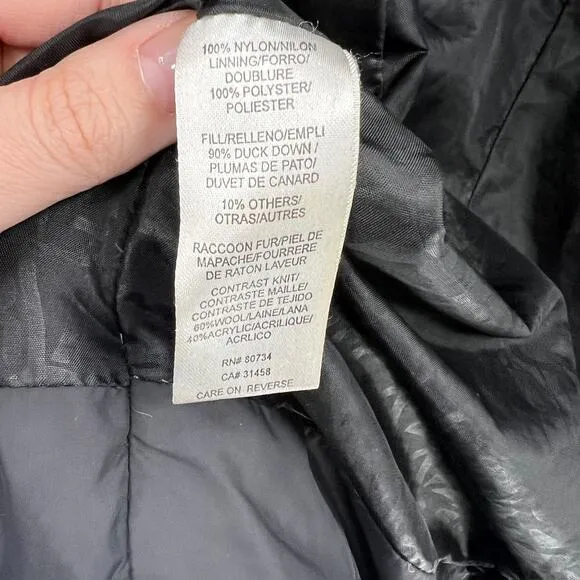 100% NYLON/NILON
LINNING/FORRO/
DOUBLURE
100% POLYSTER/
POLIESTER
FILL/RELLENO/EMPLI
90% DUCK DOWN/
PLUMAS DE PATO/
DUVET DE CANARD
10% OTHERS/
OTRAS/AUTRES
RACCOON FUR/PIEL DE
MAPACHE/FOURRERE
DE RATON LAVEUR
CONTRAST KNIT/
CONTRASTE MAILLE/
CONTRASTE DE TEJIDO
60%WOOL/LAINE/LANA
40%ACRYLIC/ACRILIQUE/
ACRLICO
RN# 80734
CA# 31458
CARE ON REVERSE